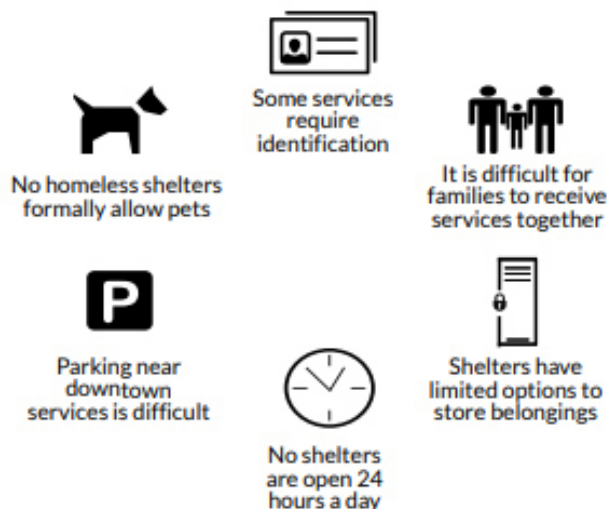 Some services
require
identification
No homeless shelters
formally allow pets
It is difficult for
families to receive
services together
P
Parking near
downtown
services is difficult
Shelters have
limited options to
store belongings
No shelters
are open 24
hours a day